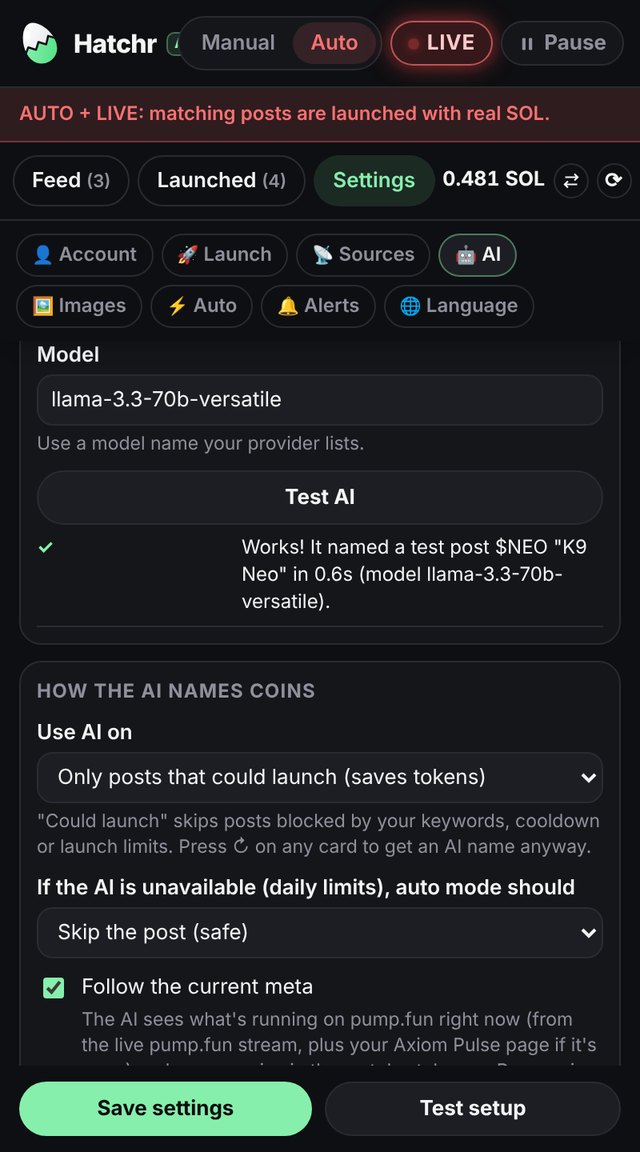 Hatchr
Manual Auto LIVE Pause
AUTO + LIVE: matching posts are launched with real SOL.
Feed (3) Launched (4) Settings 0.481 SOL
Account Launch Sources AI
Images Auto Alerts Language
Model
llama-3.3-70b-versatile
Use a model name your provider lists.
Test AI
Works! It named a test post $NEO "K9
Neo" in 0.6s (model llama-3.3-70b-
versatile).
HOW THE AI NAMES COINS
Use AI on
Only posts that could launch (saves tokens)
"Could launch" skips posts blocked by your keywords, cooldown
or launch limits. Press ↻ on any card to get an AI name anyway.
If the AI is unavailable (daily limits), auto mode should
Skip the post (safe)
Follow the current meta
The AI sees what's running on pump.fun right now (from
the live pump.fun stream, plus your Axiom Pulse page if it's
Save settings Test setup